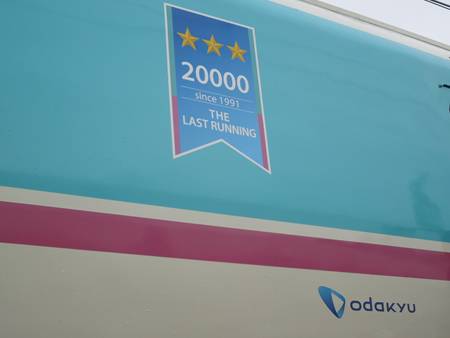 20000
since 1991
THE
LAST RUNNING
odakyu